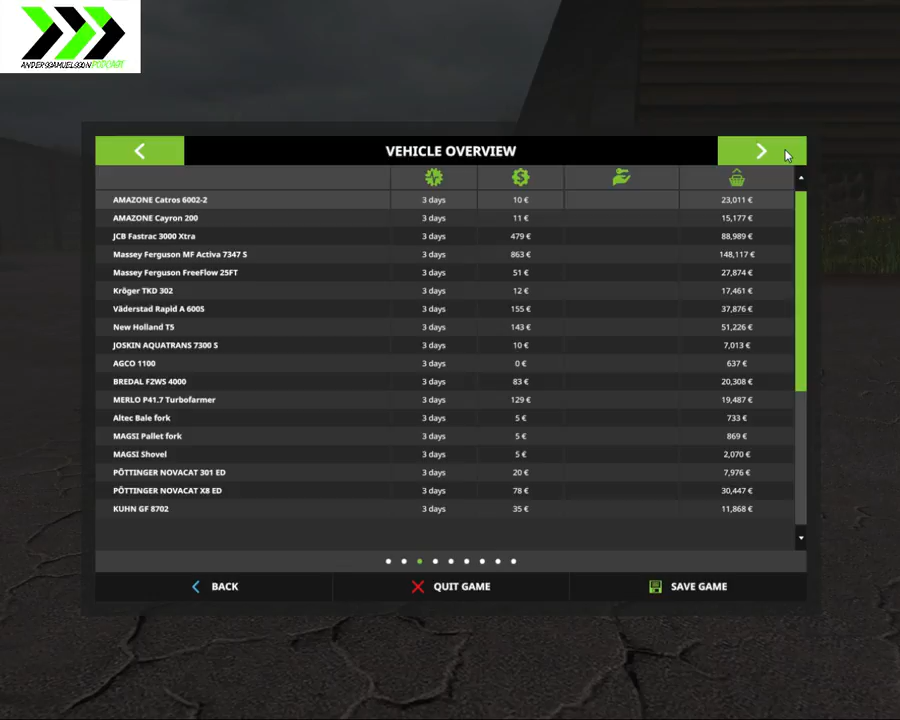 ANDERSSAMUELSSONPODCAST
VEHICLE OVERVIEW
AMAZONE Catros 6002-2 3 days 10 € 23,011 €
AMAZONE Cayron 200 3 days 11 € 15,177 €
JCB Fastrac 3000 Xtra 3 days 479 € 88,989 €
Massey Ferguson MF Activa 7347 S 3 days 863 € 148,117 €
Massey Ferguson FreeFlow 25FT 3 days 51 € 27,874 €
Kröger TKD 302 3 days 12 € 17,461 €
Väderstad Rapid A 600S 3 days 155 € 37,876 €
New Holland T5 3 days 143 € 51,226 €
JOSKIN AQUATRANS 7300 S 3 days 10 € 7,013 €
AGCO 1100 3 days 0 € 637 €
BREDAL F2WS 4000 3 days 83 € 20,308 €
MERLO P41.7 Turbofarmer 3 days 129 € 19,487 €
Altec Bale fork 3 days 5 € 733 €
MAGSI Pallet fork 3 days 5 € 869 €
MAGSI Shovel 3 days 5 € 2,070 €
PÖTTINGER NOVACAT 301 ED 3 days 20 € 7,976 €
PÖTTINGER NOVACAT X8 ED 3 days 78 € 30,447 €
KUHN GF 8702 3 days 35 € 11,868 €
BACK QUIT GAME SAVE GAME